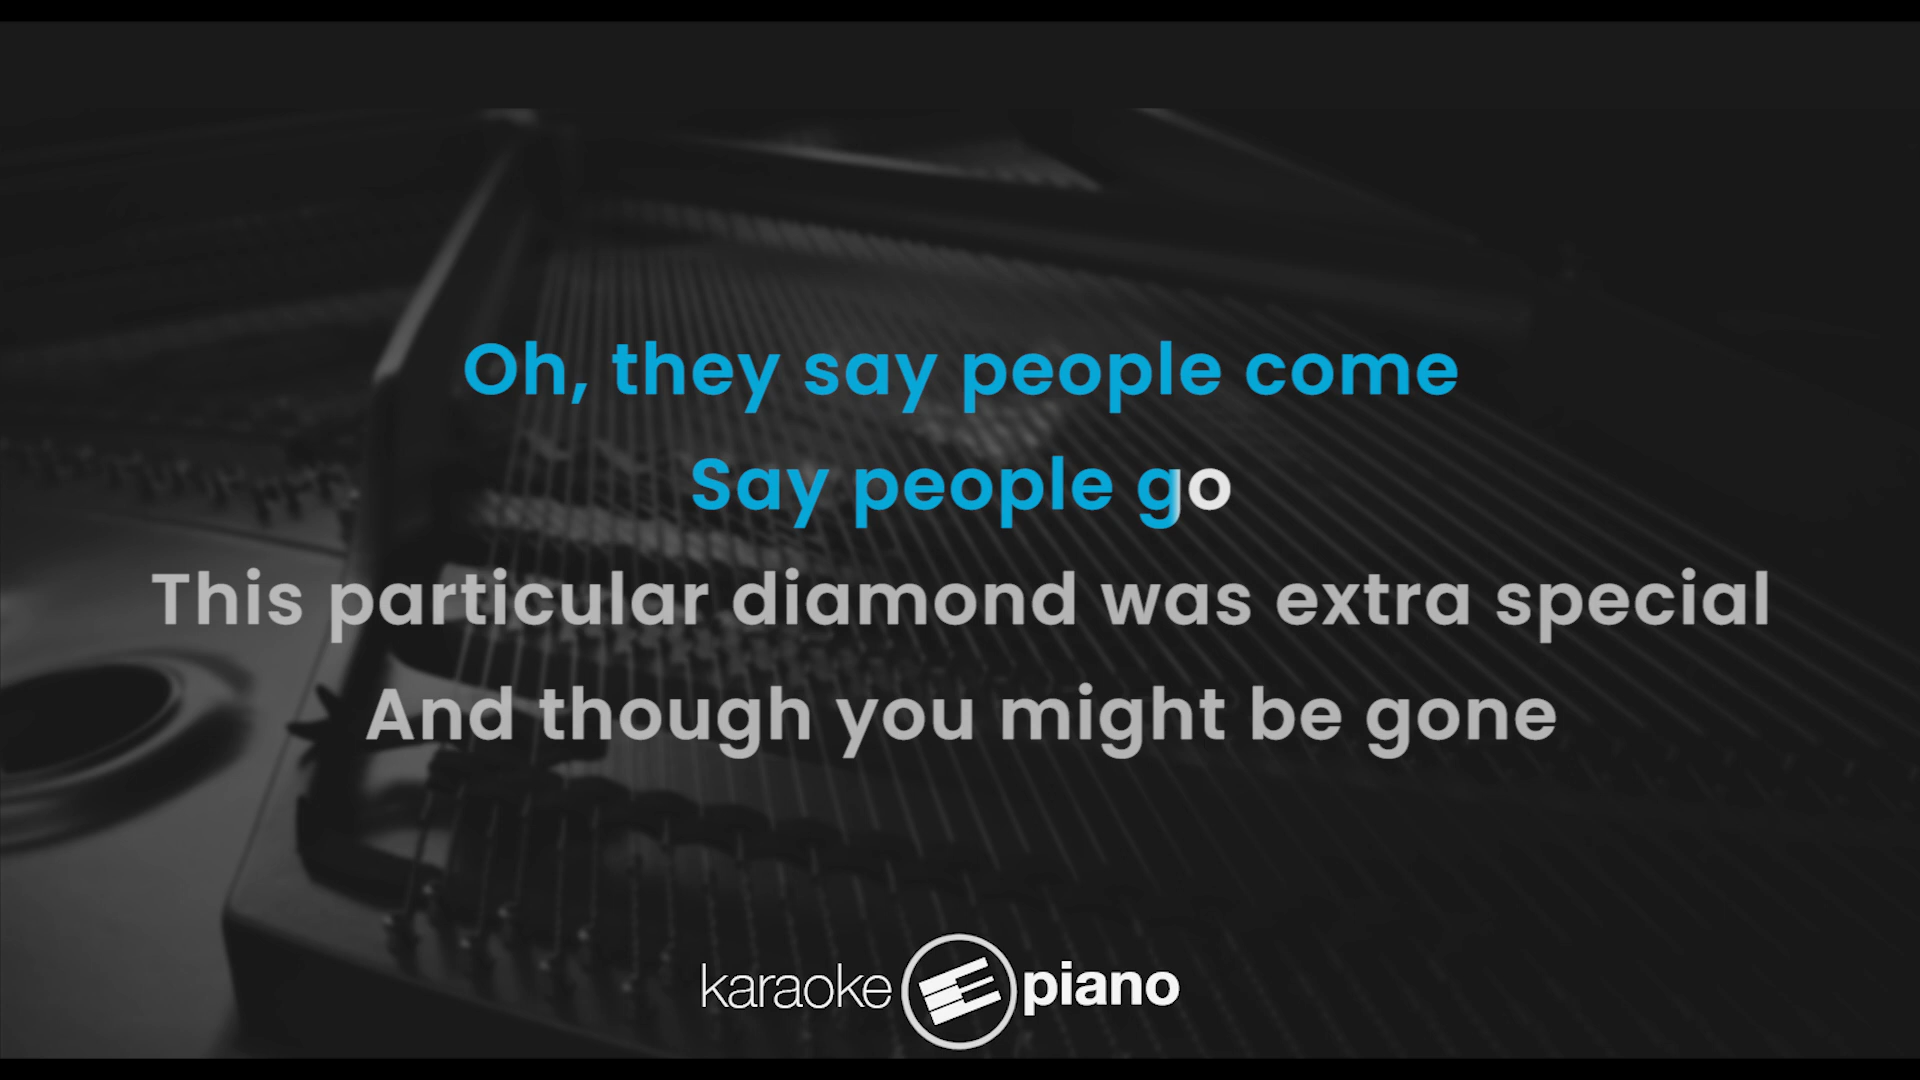 Oh, they say people come
Say people go
This particular diamond was extra special
And though you might be gone
karaoke piano